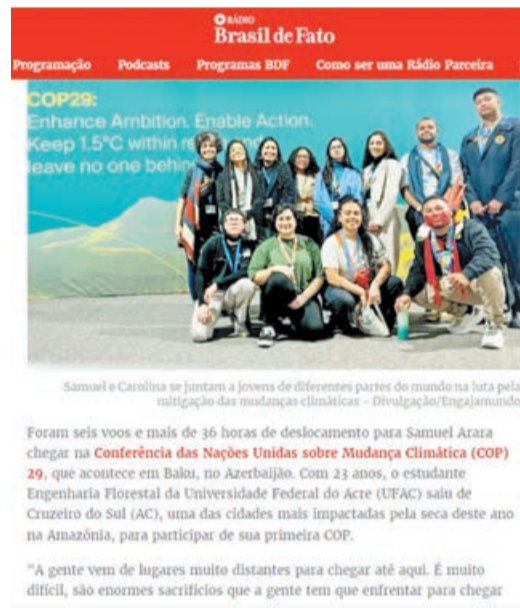 RÁDIO
Brasil de Fato
Programação Podcasts Programas BDF Como ser uma Rádio Parceira
COP29:
Enhance Ambition. Enable Action.
Keep 1.5°C within
leave no one behind
Samuel e Carolina se juntam a jovens de diferentes partes do mundo na luta pela
mitigação das mudanças climáticas - Divulgação/Engajamundo
Foram seis voos e mais de 36 horas de deslocamento para Samuel Arara
chegar na Conferência das Nações Unidas sobre Mudança Climática (COP)
29, que acontece em Baku, no Azerbaijão. Com 23 anos, o estudante
Engenharia Florestal da Universidade Federal do Acre (UFAC) saiu de
Cruzeiro do Sul (AC), uma das cidades mais impactadas pela seca deste ano
na Amazônia, para participar de sua primeira COP.
"A gente vem de lugares muito distantes para chegar até aqui. É muito
difícil, são enormes sacrifícios que a gente tem que enfrentar para chegar